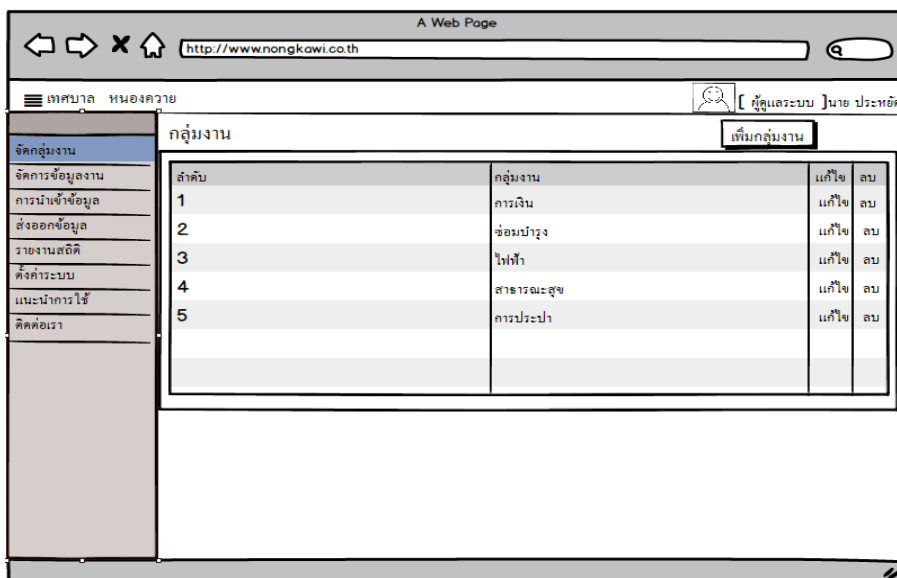 A Web Page
http://www.nongkawi.co.th
เทศบาล หนองควาย
[ ผู้ดูแลระบบ ]นาย ประหยัด
กลุ่มงาน
เพิ่มกลุ่มงาน
จัดกลุ่มงาน
จัดการข้อมูลงาน
การนำเข้าข้อมูล
ส่งออกข้อมูล
รายงานสถิติ
ตั้งค่าระบบ
แนะนำการใช้
ติดต่อเรา
ลำดับ กลุ่มงาน แก้ไข ลบ
1 การเงิน แก้ไข ลบ
2 ซ่อมบำรุง แก้ไข ลบ
3 ไฟฟ้า แก้ไข ลบ
4 สาธารณะสุข แก้ไข ลบ
5 การประปา แก้ไข ลบ